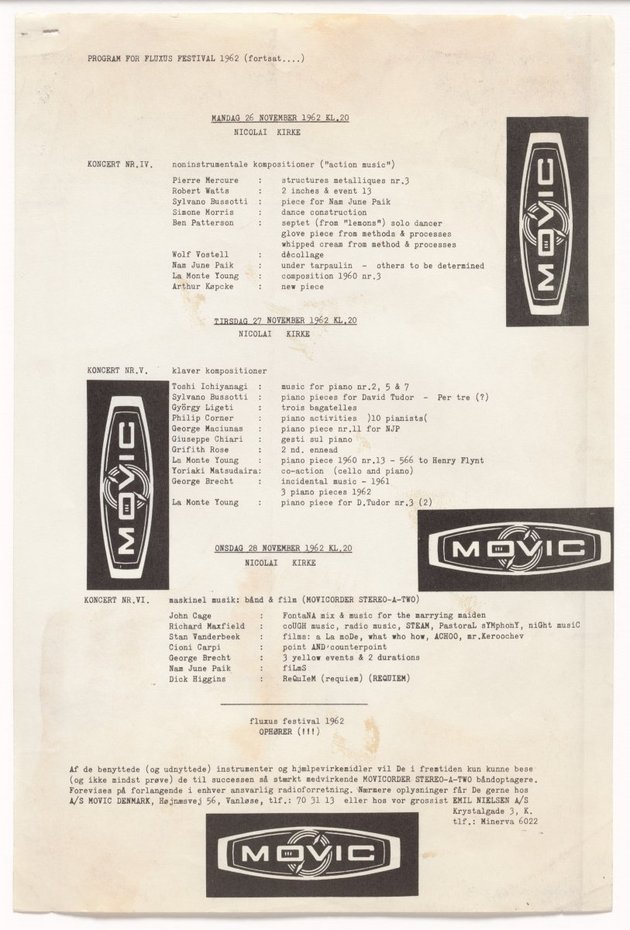 PROGRAM FOR FLUXUS FESTIVAL 1962 (fortsat....)
MANDAG 26 NOVEMBER 1962 KL.20
NICOLAI KIRKE
KONCERT NR.IV. noninstrumentale kompositioner ("action music")
Pierre Mercure : structures metalliques nr.3
Robert Watts : 2 inches & event 13
Sylvano Bussotti : piece for Nam June Paik
Simone Morris : dance construction
Ben Patterson : septet (from "lemons") solo dancer
glove piece from methods & processes
whipped cream from method & processes
Wolf Vostell : décollage
Nam June Paik : under tarpaulin - others to be determined
La Monte Young : composition 1960 nr.3
Arthur Køpcke : new piece
MOVIC
TIRSDAG 27 NOVEMBER 1962 KL.20
NICOLAI KIRKE
KONCERT NR.V. klaver kompositioner
Toshi Ichiyanagi : music for piano nr.2, 5 & 7
Sylvano Bussotti : piano pieces for David Tudor - Per tre (?)
György Ligeti : trois bagatelles
Philip Corner : piano activities )10 pianists(
George Maciunas : piano piece nr.11 for NJP
Giuseppe Chiari : gesti sul piano
Grifith Rose : 2 nd. ennead
La Monte Young : piano piece 1960 nr.13 - 566 to Henry Flynt
Yoriaki Matsudaira: co-action (cello and piano)
George Brecht : incidental music - 1961
3 piano pieces 1962
La Monte Young : piano piece for D.Tudor nr.3 (2)
MOVIC
MOVIC
ONSDAG 28 NOVEMBER 1962 KL.20
NICOLAI KIRKE
KONCERT NR.VI. maskinel musik: bånd & film (MOVICORDER STEREO-A-TWO)
John Cage : FontaNA mix & music for the marrying maiden
Richard Maxfield : coUGH music, radio music, STEAM, PastoraL sYMphonY, niGht musiC
Stan Vanderbeek : films: a La moDe, what who how, ACHOO, mr.Keroochev
Cioni Carpi : point AND counterpoint
George Brecht : 3 yellow events & 2 durations
Nam June Paik : fiLmS
Dick Higgins : ReQuIeM (requiem) (REQUIEM)
fluxus festival 1962
OPHØRER (!!!)
Af de benyttede (og udnyttede) instrumenter og hjælpevirkemidler vil De i fremtiden kun kunne bese
(og ikke mindst prøve) de til successen så stærkt medvirkende MOVICORDER STEREO-A-TWO båndoptagere.
Forevises på forlangende i enhver ansvarlig radioforretning. Nærmere oplysninger får De gerne hos
A/S MOVIC DENMARK, Højnæsvej 56, Vanløse, tlf.: 70 31 13 eller hos vor grossist EMIL NIELSEN A/S
Krystalgade 3, K.
tlf.: Minerva 6022
MOVIC